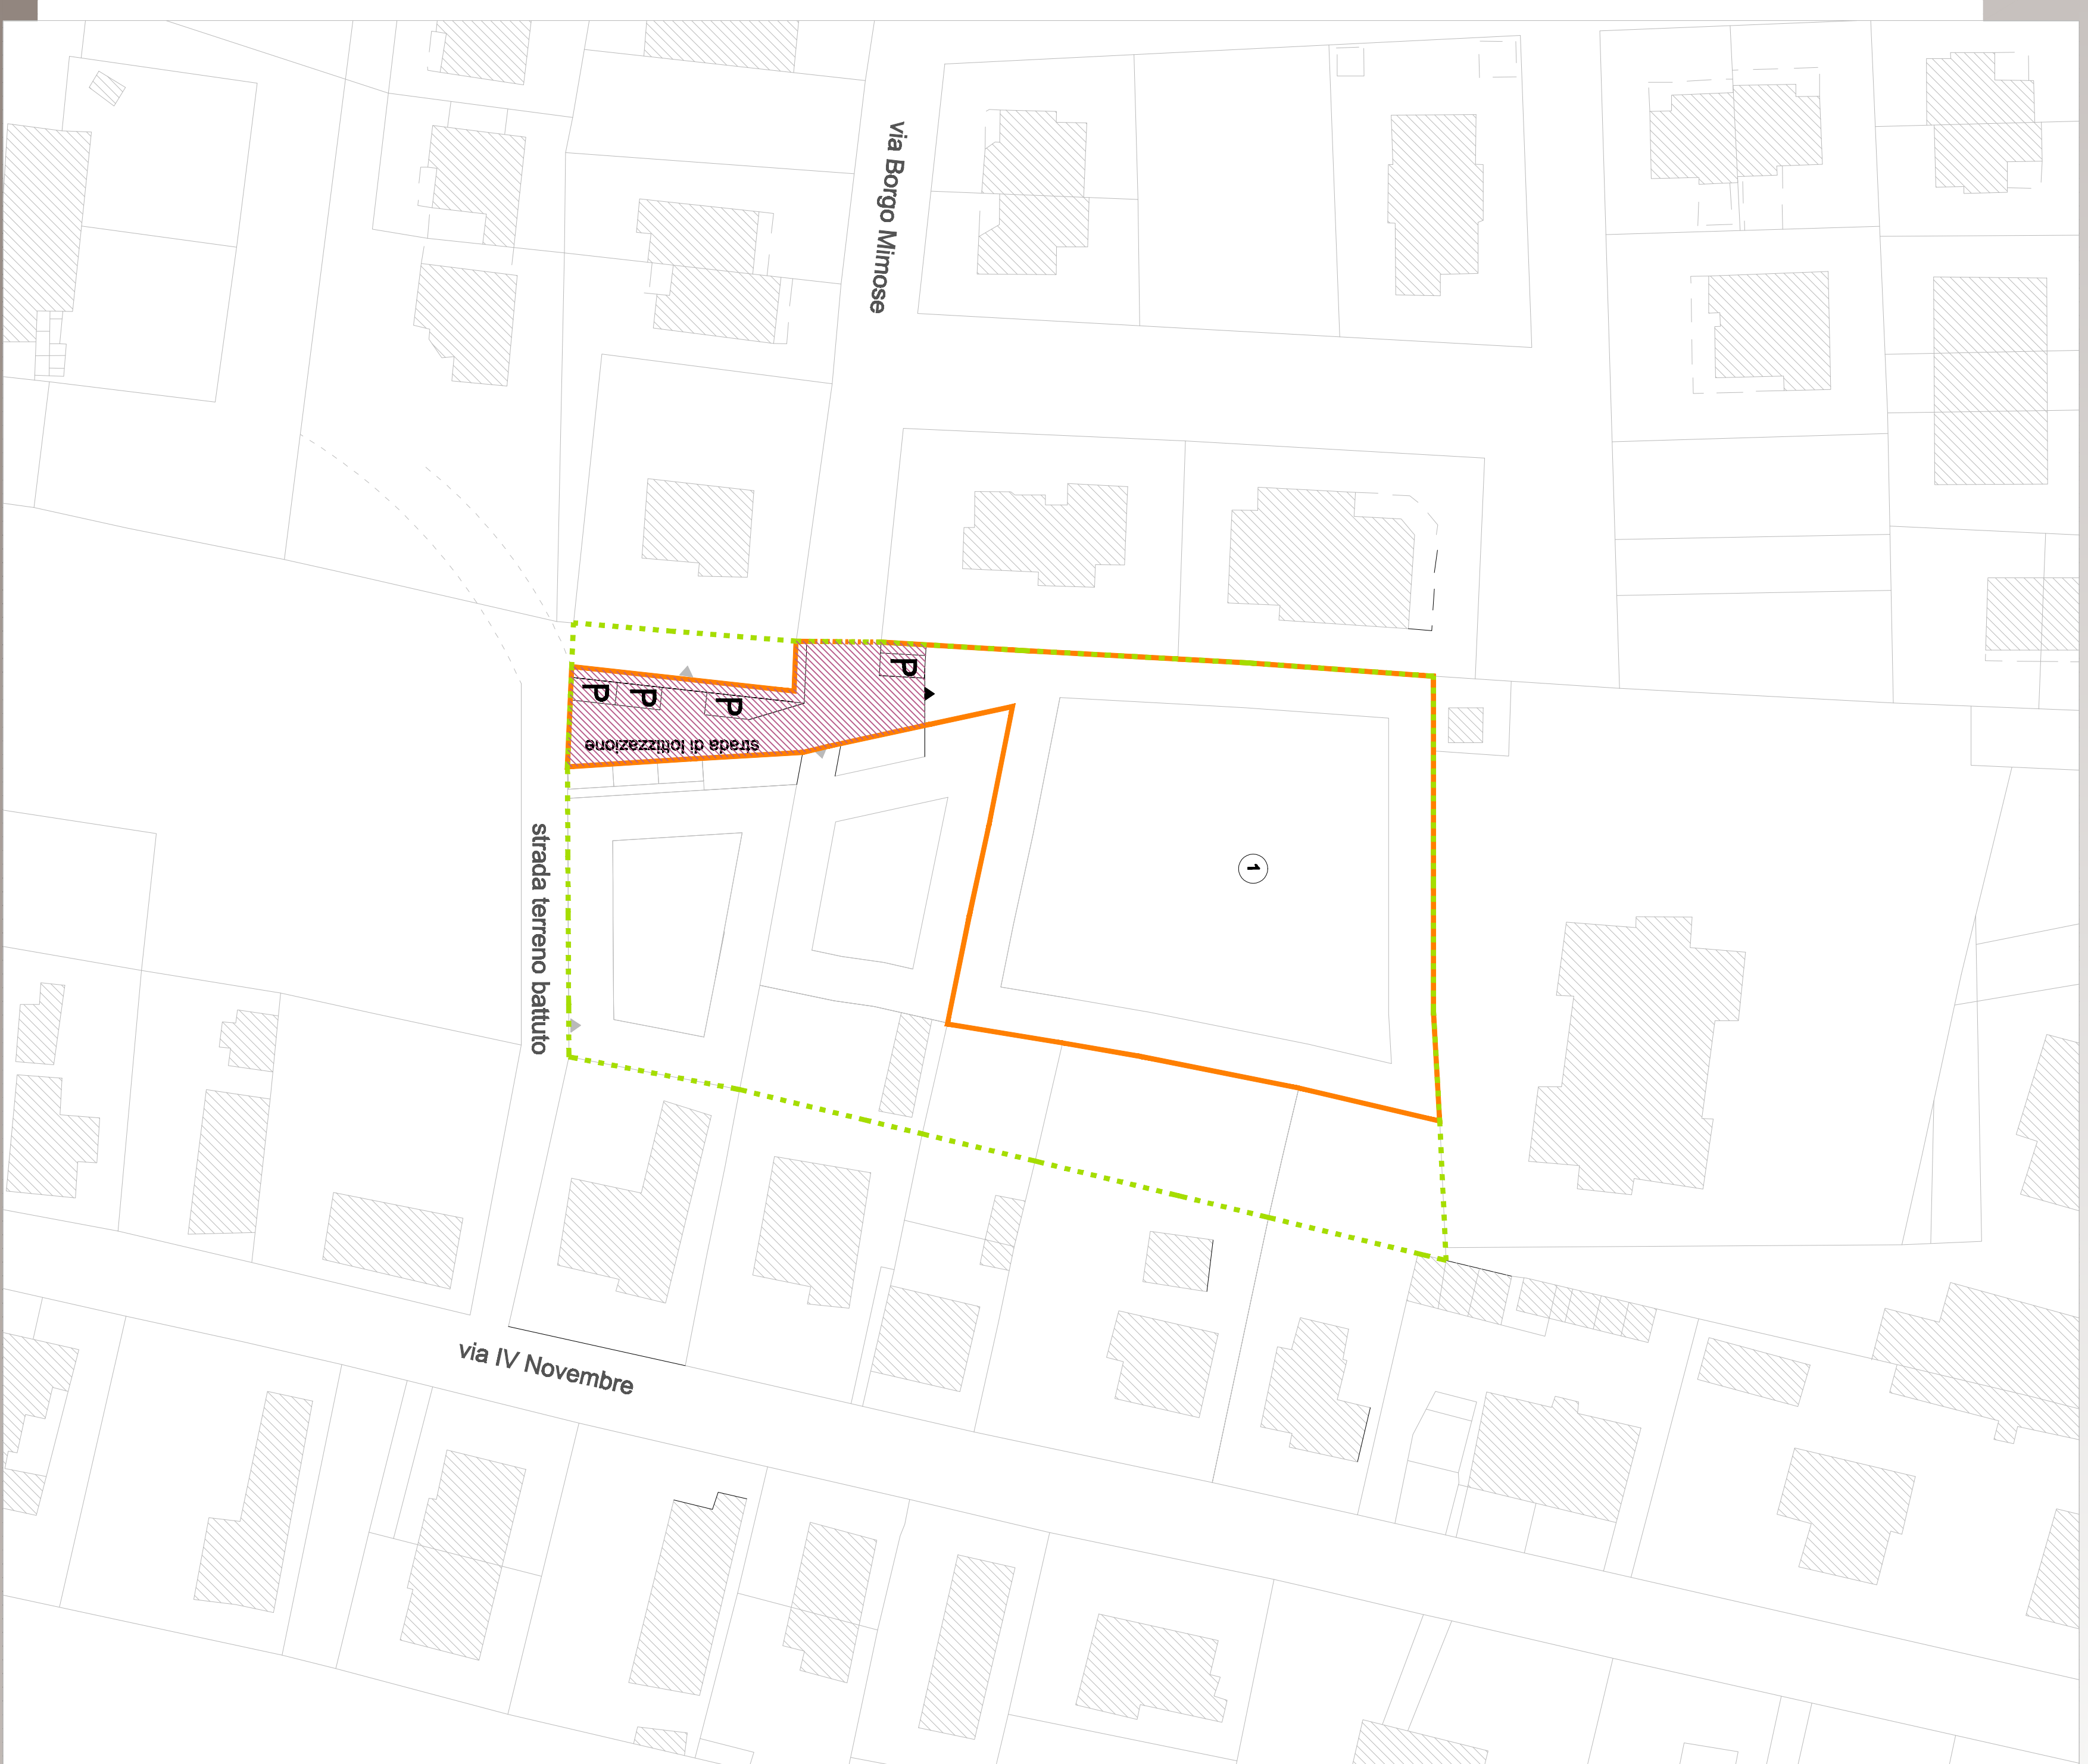 via Borgo Mimose
P
P
P
P
strada di lottizzazione
1
strada terreno battuto
via IV Novembre